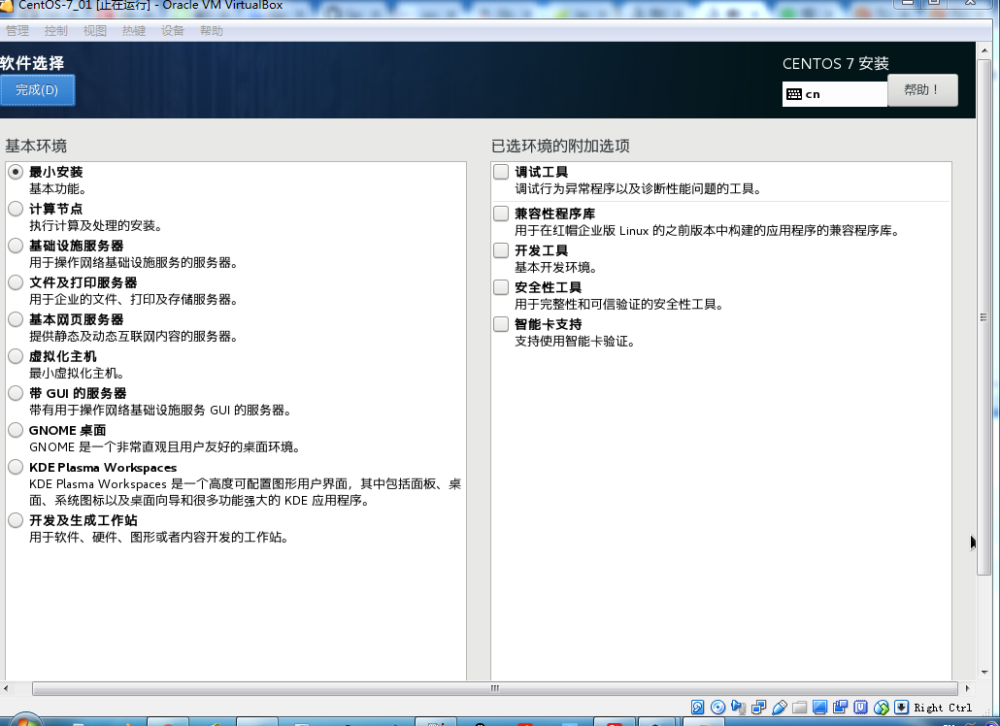 CentOS-7_01 [正在运行] - Oracle VM VirtualBox
管理 控制 视图 热键 设备 帮助
软件选择
完成(D)
CENTOS 7 安装
cn
帮助！
基本环境
最小安装
基本功能。
计算节点
执行计算及处理的安装。
基础设施服务器
用于操作网络基础设施服务的服务器。
文件及打印服务器
用于企业的文件、打印及存储服务器。
基本网页服务器
提供静态及动态互联网内容的服务器。
虚拟化主机
最小虚拟化主机。
带 GUI 的服务器
带有用于操作网络基础设施服务 GUI 的服务器。
GNOME 桌面
GNOME 是一个非常直观且用户友好的桌面环境。
KDE Plasma Workspaces
KDE Plasma Workspaces 是一个高度可配置图形用户界面，其中包括面板、桌
面、系统图标以及桌面向导和很多功能强大的 KDE 应用程序。
开发及生成工作站
用于软件、硬件、图形或者内容开发的工作站。
已选环境的附加选项
调试工具
调试行为异常程序以及诊断性能问题的工具。
兼容性程序库
用于在红帽企业版 Linux 的之前版本中构建的应用程序的兼容程序库。
开发工具
基本开发环境。
安全性工具
用于完整性和可信验证的安全性工具。
智能卡支持
支持使用智能卡验证。
Right Ctrl